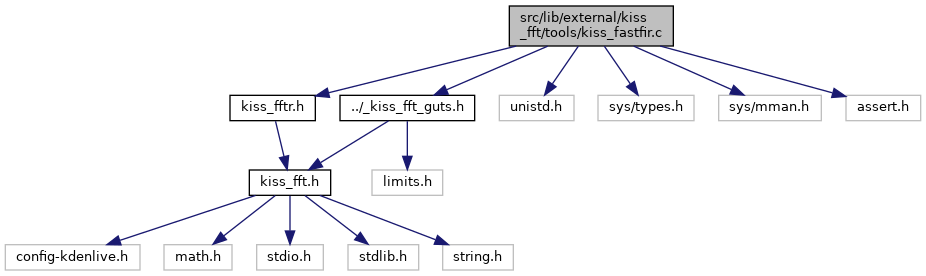 src/lib/external/kiss
_fft/tools/kiss_fastfir.c
kiss_fftr.h
../_kiss_fft_guts.h
unistd.h
sys/types.h
sys/mman.h
assert.h
kiss_fft.h
limits.h
config-kdenlive.h
math.h
stdio.h
stdlib.h
string.h